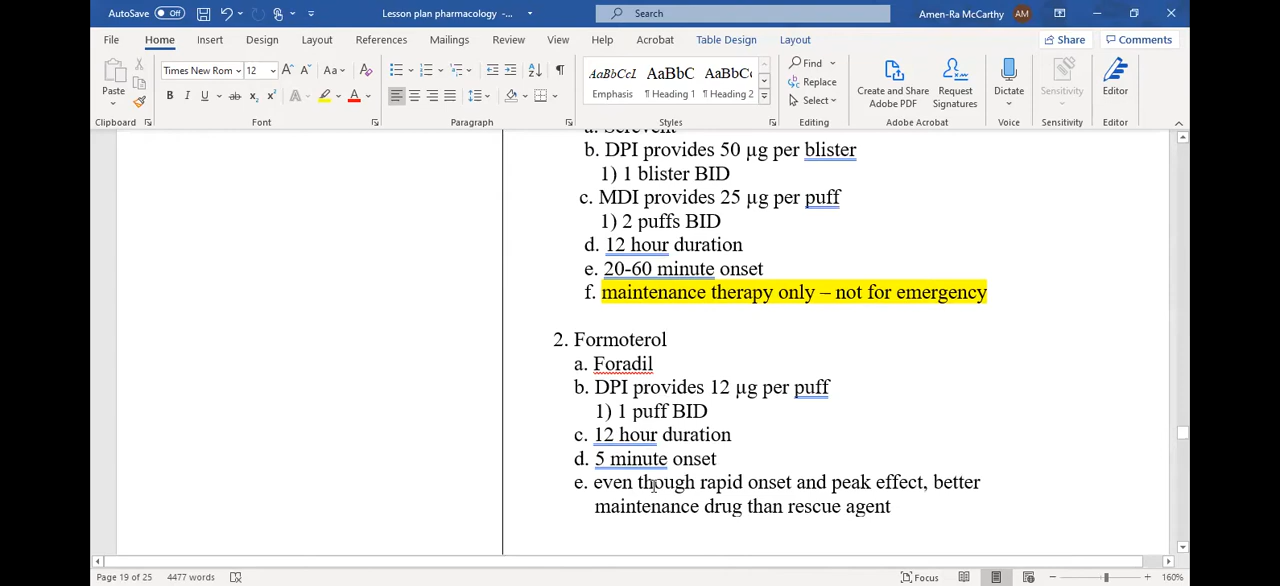 AutoSave Off Lesson plan pharmacology -... Search Amen-Ra McCarthy AM
File Home Insert Design Layout References Mailings Review View Help Acrobat Table Design Layout Share Comments
Paste Times New Rom 12 Aa AaBbCcI AaBbC AaBbCc Find Replace Select
Emphasis ¶ Heading 1 ¶ Heading 2
Create and Share Adobe PDF Request Signatures Dictate Sensitivity Editor
Clipboard Font Paragraph Styles Editing Adobe Acrobat Voice Sensitivity Editor
a. Serevent
b. DPI provides 50 µg per blister
1) 1 blister BID
c. MDI provides 25 µg per puff
1) 2 puffs BID
d. 12 hour duration
e. 20-60 minute onset
f. maintenance therapy only – not for emergency
2. Formoterol
a. Foradil
b. DPI provides 12 µg per puff
1) 1 puff BID
c. 12 hour duration
d. 5 minute onset
e. even though rapid onset and peak effect, better
maintenance drug than rescue agent
Page 19 of 25 4477 words Focus 160%